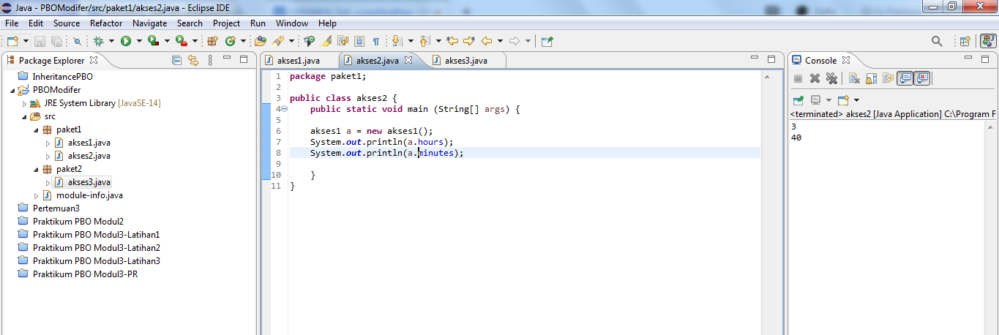 Java - PBOModifer/src/paket1/akses2.java - Eclipse IDE
File Edit Source Refactor Navigate Search Project Run Window Help
Package Explorer
InheritancePBO
PBOModifer
JRE System Library [JavaSE-14]
src
paket1
akses1.java
akses2.java
paket2
akses3.java
module-info.java
Pertemuan3
Praktikum PBO Modul2
Praktikum PBO Modul3-Latihan1
Praktikum PBO Modul3-Latihan2
Praktikum PBO Modul3-Latihan3
Praktikum PBO Modul3-PR
akses1.java akses2.java akses3.java
1 package paket1;
2
3 public class akses2 {
4 public static void main (String[] args) {
5
6 akses1 a = new akses1();
7 System.out.println(a.hours);
8 System.out.println(a.minutes);
9
10 }
11 }
Console
<terminated> akses2 [Java Application] C:\Program F
3
40